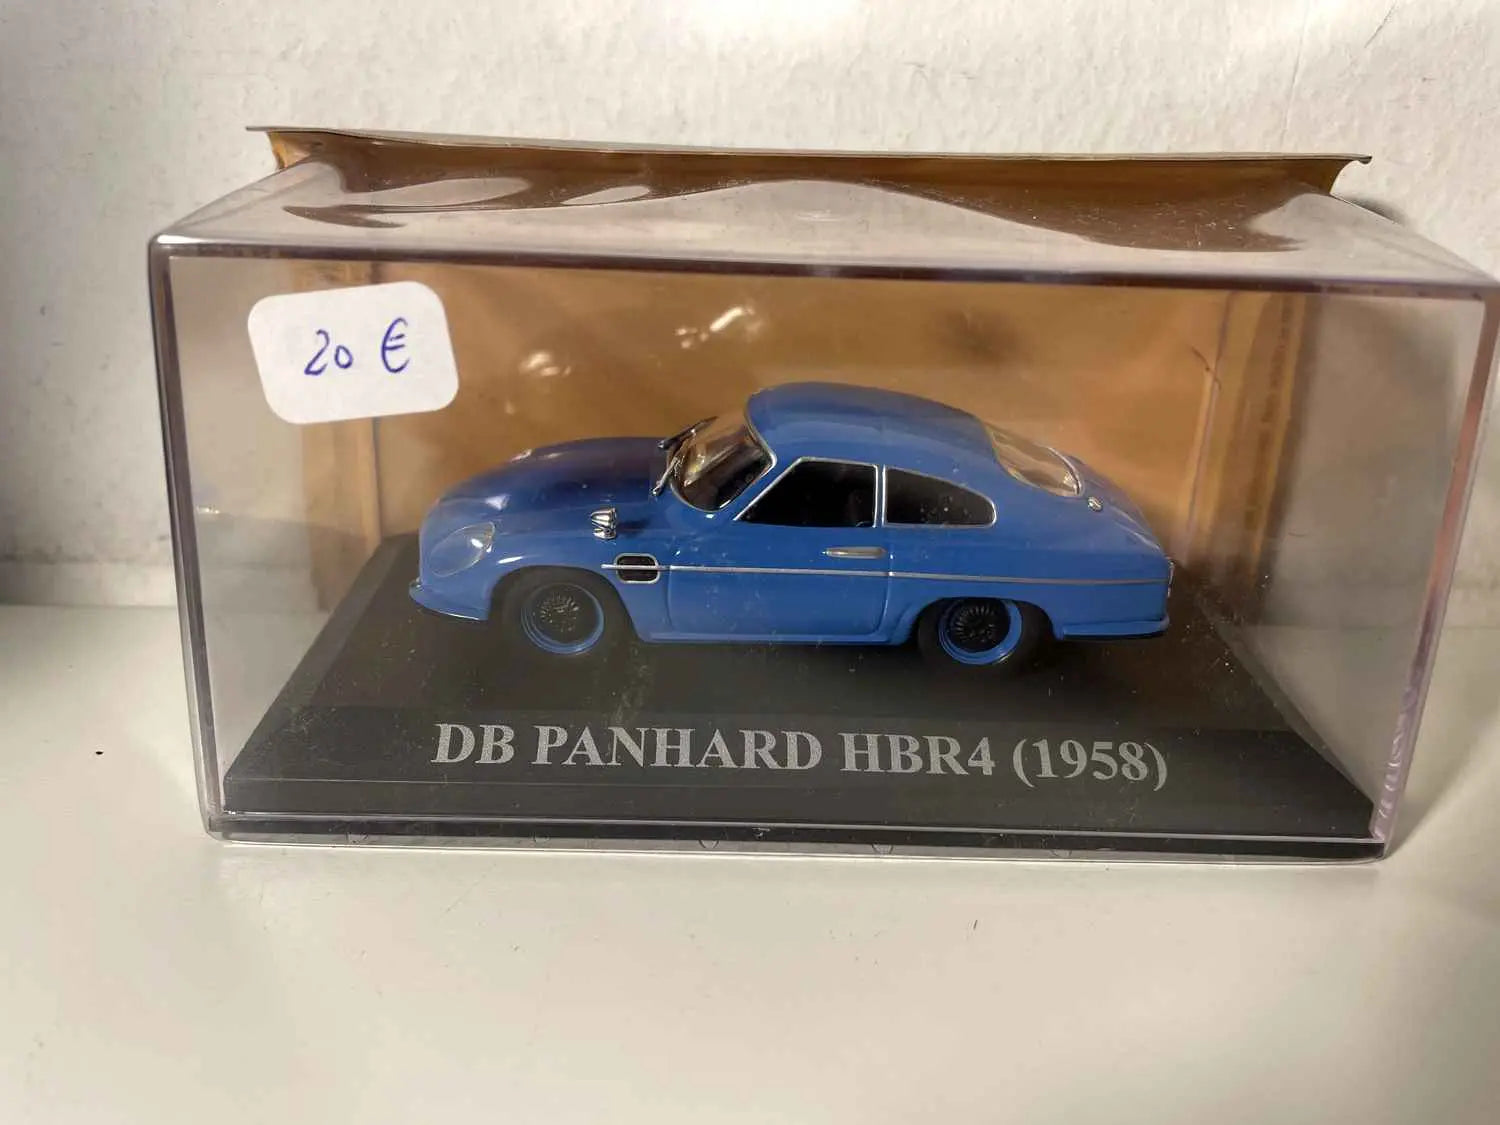 20 €
DB PANHARD HBR4 (1958)